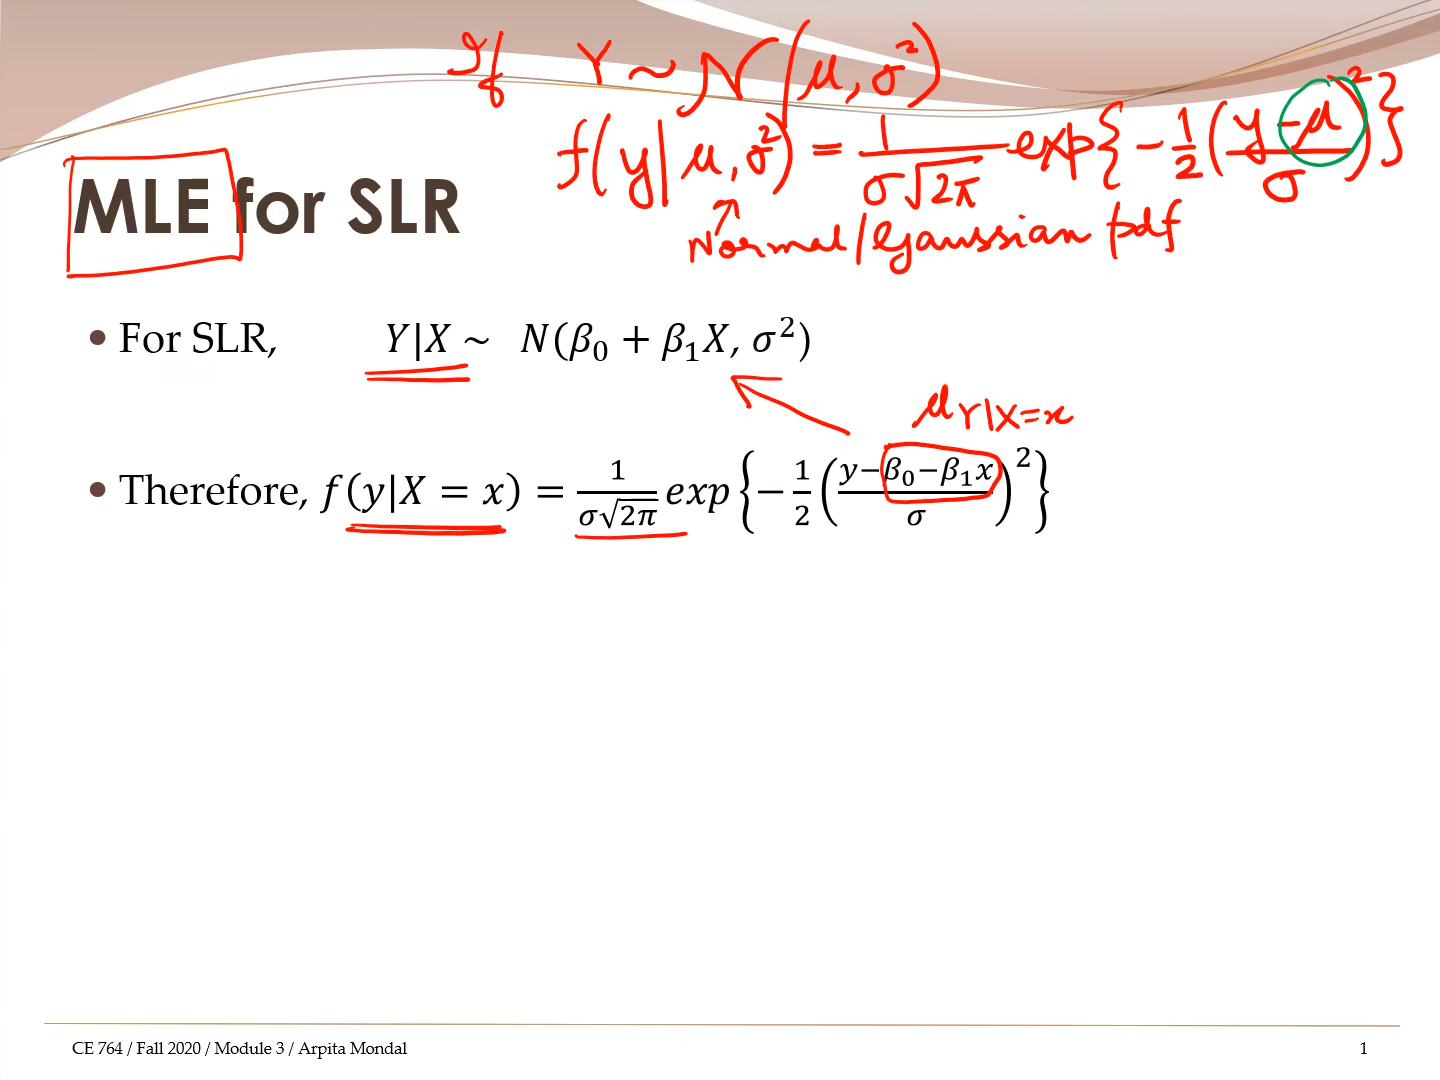 If Y ~ N(μ, σ²)
f(y|μ, σ²) = 1/(σ√2π) exp{-1/2((y-μ)/σ)²}
Normal/Gaussian pdf
MLE for SLR
• For SLR, Y|X ~ N(β₀ + β₁X, σ²)
μ_{Y|X=x}
• Therefore, f(y|X = x) = 1/(σ√2π) exp{-1/2((y-β₀-β₁x)/σ)²}
CE 764 / Fall 2020 / Module 3 / Arpita Mondal 1